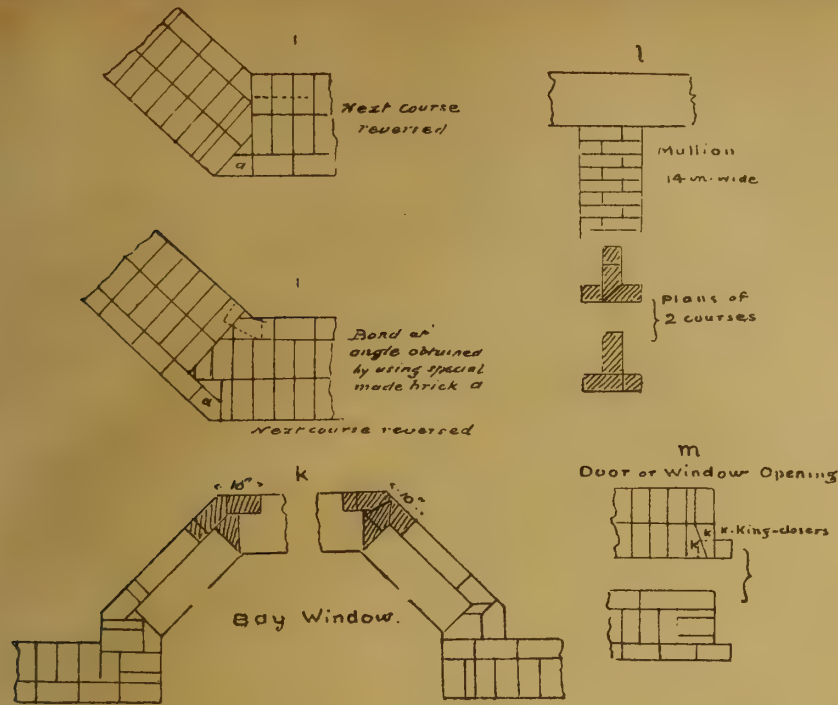 i
Next course
reversed
a
i
Bond at
angle obtained
by using special
made brick a
a
Next course reversed
k
10"
10"
Bay Window.
l
Mullion
14 in. wide
Plans of
2 courses
m
Door or Window Opening
K
K
K. King-closers